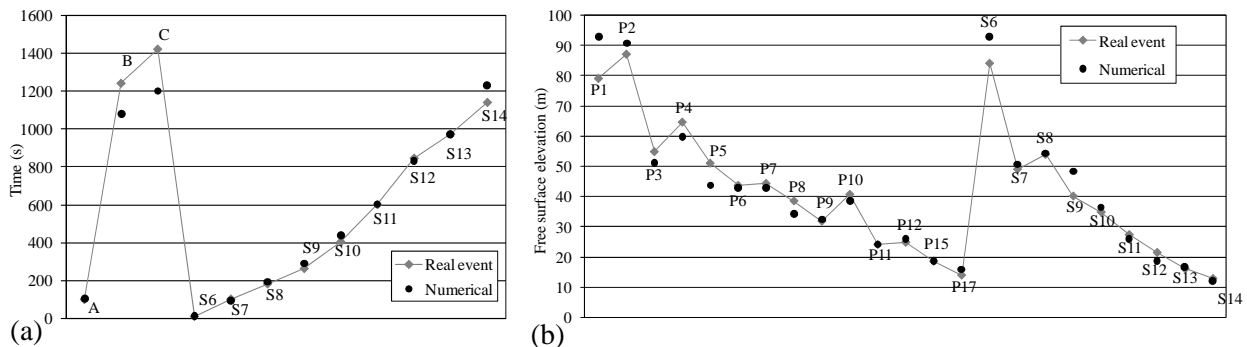 1600
1400
1200
1000
800
600
400
200
0
Time (s)
A
B
C
S6
S7
S8
S9
S10
S11
S12
S13
S14
Real event
Numerical
(a)
100
90
80
70
60
50
40
30
20
10
0
Free surface elevation (m)
P1
P2
P3
P4
P5
P6
P7
P8
P9
P10
P11
P12
P15
P17
S6
S7
S8
S9
S10
S11
S12
S13
S14
Real event
Numerical
(b)